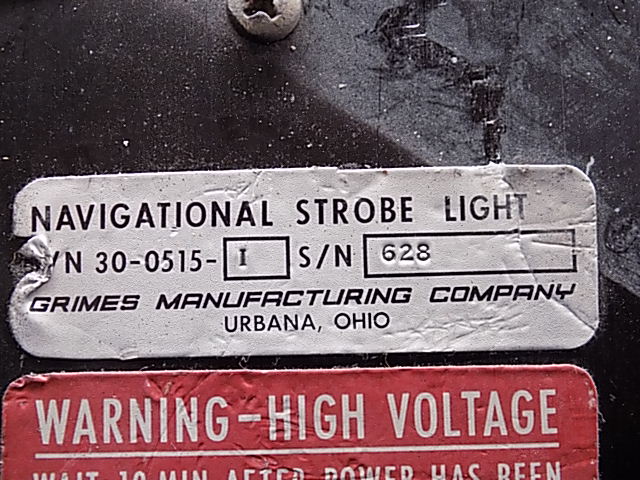 NAVIGATIONAL STROBE LIGHT
/N 30-0515- I S/N 628
GRIMES MANUFACTURING COMPANY
URBANA, OHIO
WARNING-HIGH VOLTAGE
WAIT 10 MIN AFTER POWER HAS BEEN